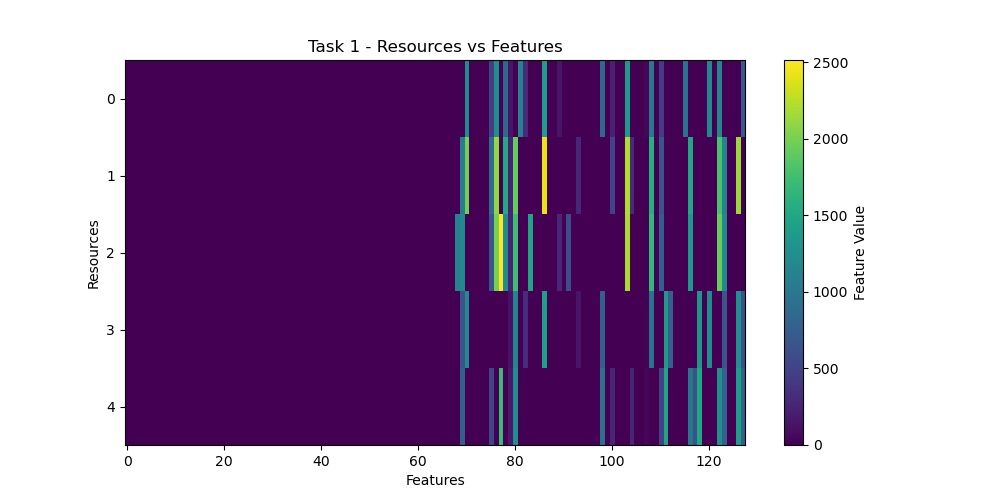 Task 1 - Resources vs Features
Resources
0
1
2
3
4
0 20 40 60 80 100 120
Features
2500
2000
1500
1000
500
0
Feature Value